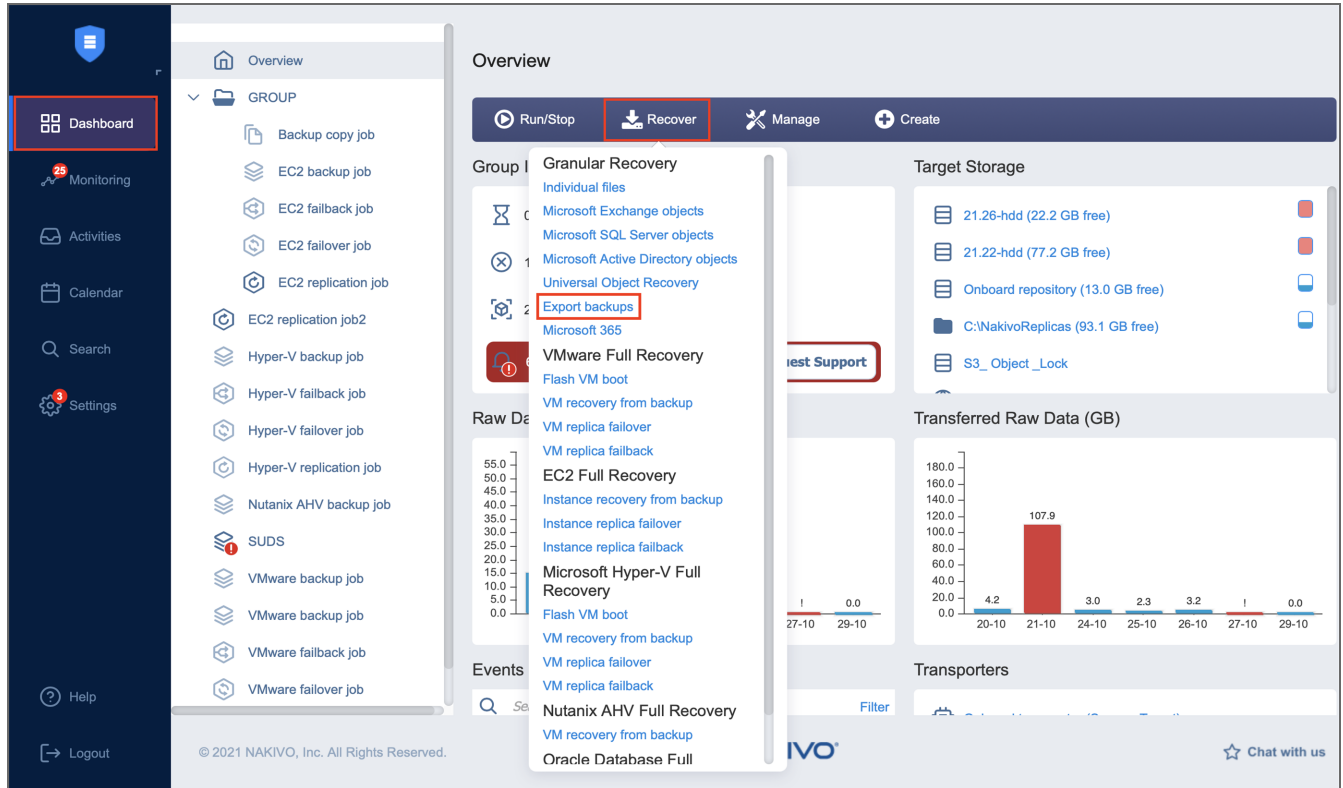 Dashboard
25
Monitoring
Activities
Calendar
Search
3
Settings
Help
Logout
Overview
GROUP
Backup copy job
EC2 backup job
EC2 failback job
EC2 failover job
EC2 replication job
EC2 replication job2
Hyper-V backup job
Hyper-V failback job
Hyper-V failover job
Hyper-V replication job
Nutanix AHV backup job
SUDS
VMware backup job
VMware backup job
VMware failback job
VMware failover job
Overview
Run/Stop
Recover
Manage
Create
Group I
Granular Recovery
Individual files
Microsoft Exchange objects
Microsoft SQL Server objects
Microsoft Active Directory objects
Universal Object Recovery
Export backups
Microsoft 365
VMware Full Recovery
Flash VM boot
VM recovery from backup
VM replica failover
VM replica failback
EC2 Full Recovery
Instance recovery from backup
Instance replica failover
Instance replica failback
Microsoft Hyper-V Full
Recovery
Flash VM boot
VM recovery from backup
VM replica failover
VM replica failback
Nutanix AHV Full Recovery
VM recovery from backup
Oracle Database Full
uest Support
Raw Da
55.0
50.0
45.0
40.0
35.0
30.0
25.0
20.0
15.0
10.0
5.0
0.0
! 0.0
27-10 29-10
Events
Filter
Target Storage
21.26-hdd (22.2 GB free)
21.22-hdd (77.2 GB free)
Onboard repository (13.0 GB free)
C:\NakivoReplicas (93.1 GB free)
S3_ Object _Lock
Transferred Raw Data (GB)
180.0
160.0
140.0
120.0
100.0
80.0
60.0
40.0
20.0
0.0
4.2 107.9 3.0 2.3 3.2 ! 0.0
20-10 21-10 24-10 25-10 26-10 27-10 29-10
Transporters
© 2021 NAKIVO, Inc. All Rights Reserved.
IVO
Chat with us